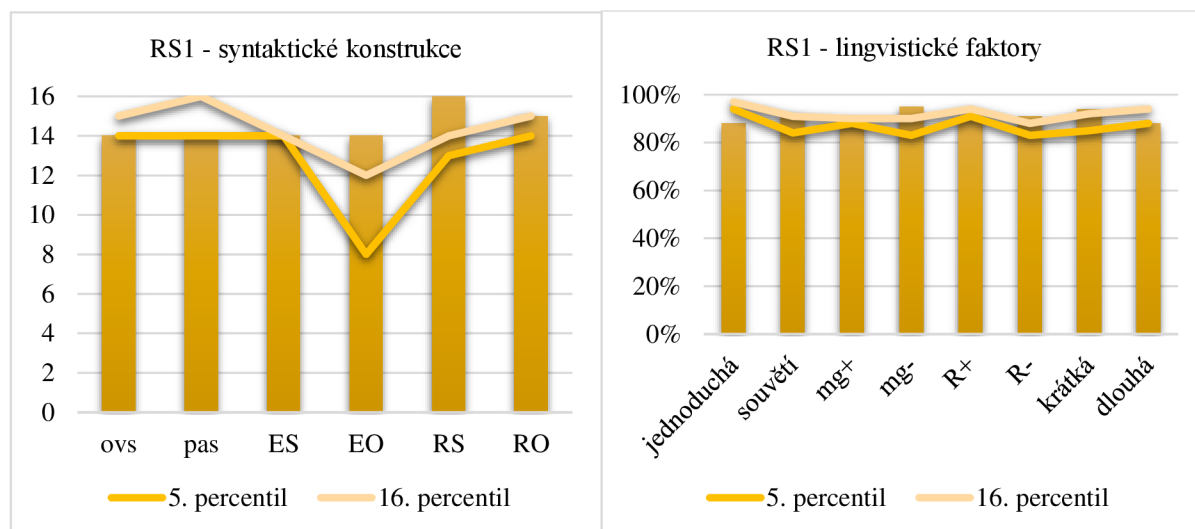 RS1 - syntaktické konstrukce
16
14
12
10
8
6
4
2
0
ovs pas ES EO RS RO
5. percentil 16. percentil
RS1 - lingvistické faktory
100%
80%
60%
40%
20%
0%
jednoduchá souvětí mg+ mg- R+ R- krátká dlouhá
5. percentil 16. percentil